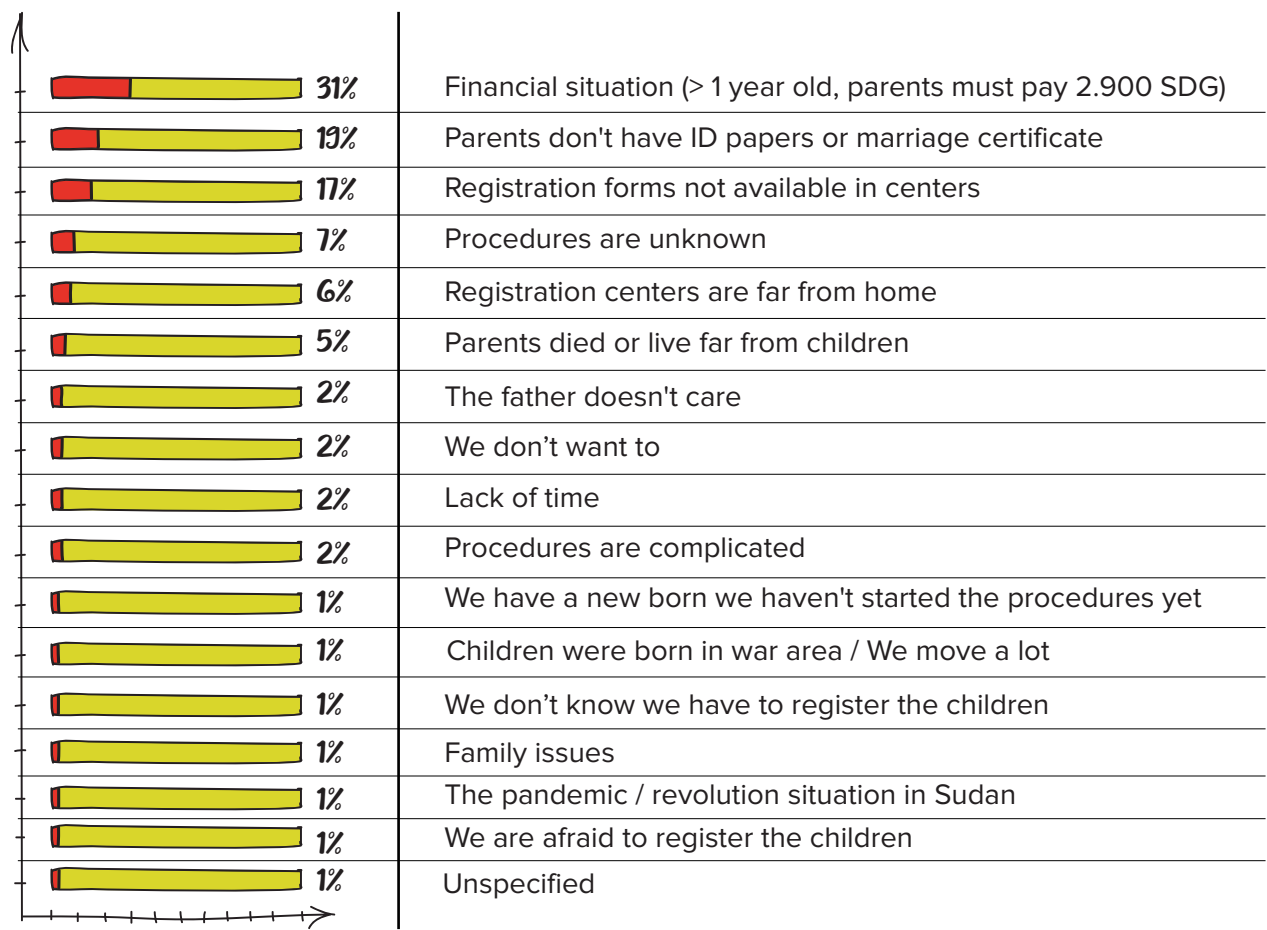 31% Financial situation (> 1 year old, parents must pay 2.900 SDG)
19% Parents don't have ID papers or marriage certificate
17% Registration forms not available in centers
7% Procedures are unknown
6% Registration centers are far from home
5% Parents died or live far from children
2% The father doesn't care
2% We don’t want to
2% Lack of time
2% Procedures are complicated
1% We have a new born we haven't started the procedures yet
1% Children were born in war area / We move a lot
1% We don’t know we have to register the children
1% Family issues
1% The pandemic / revolution situation in Sudan
1% We are afraid to register the children
1% Unspecified